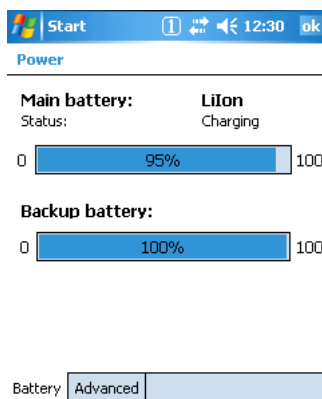 Start 1 12:30 ok
Power
Main battery: LiIon
Status: Charging
0 95% 100
Backup battery:
0 100% 100
Battery Advanced